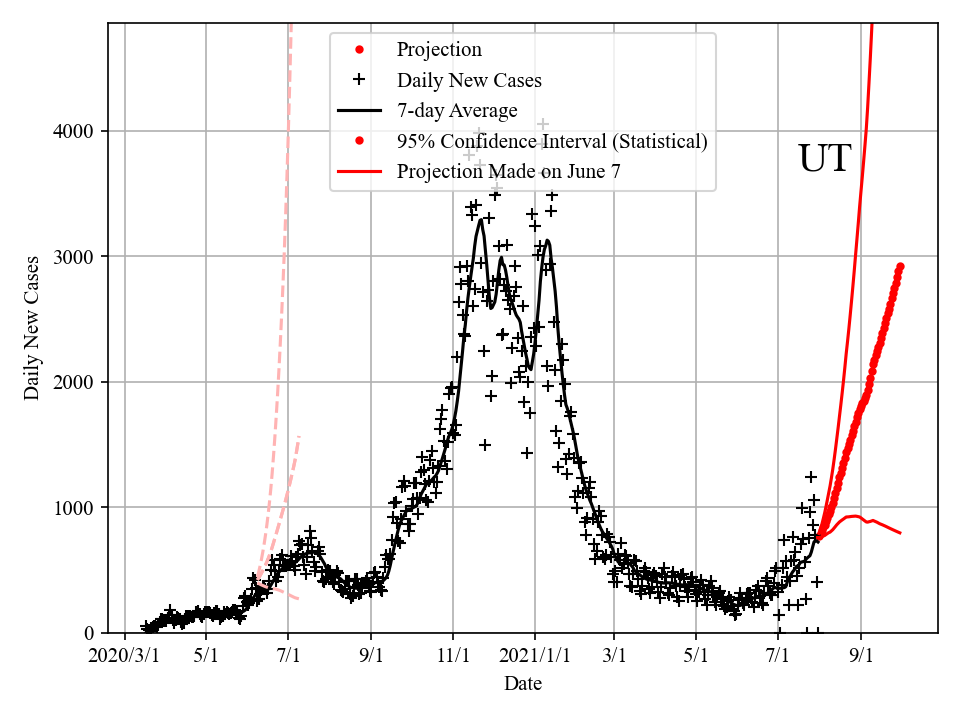 Projection
Daily New Cases
7-day Average
95% Confidence Interval (Statistical)
Projection Made on June 7
UT
4000
3000
2000
1000
0
Daily New Cases
2020/3/1 5/1 7/1 9/1 11/1 2021/1/1 3/1 5/1 7/1 9/1
Date